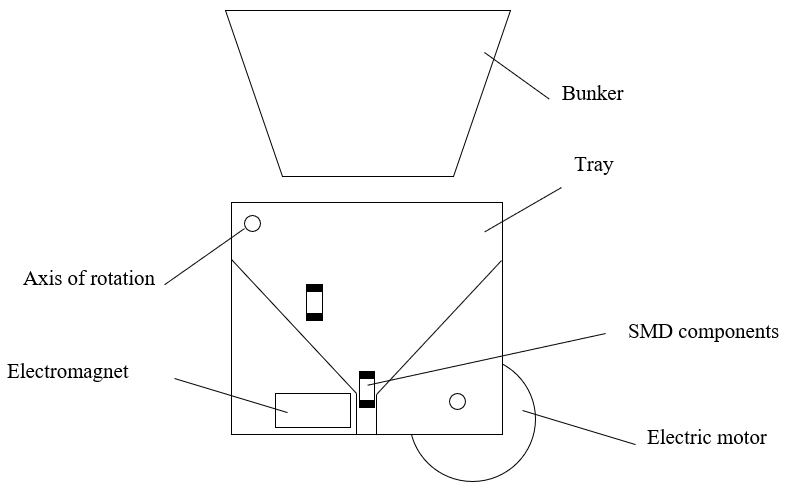 Bunker
Tray
Axis of rotation
SMD components
Electromagnet
Electric motor